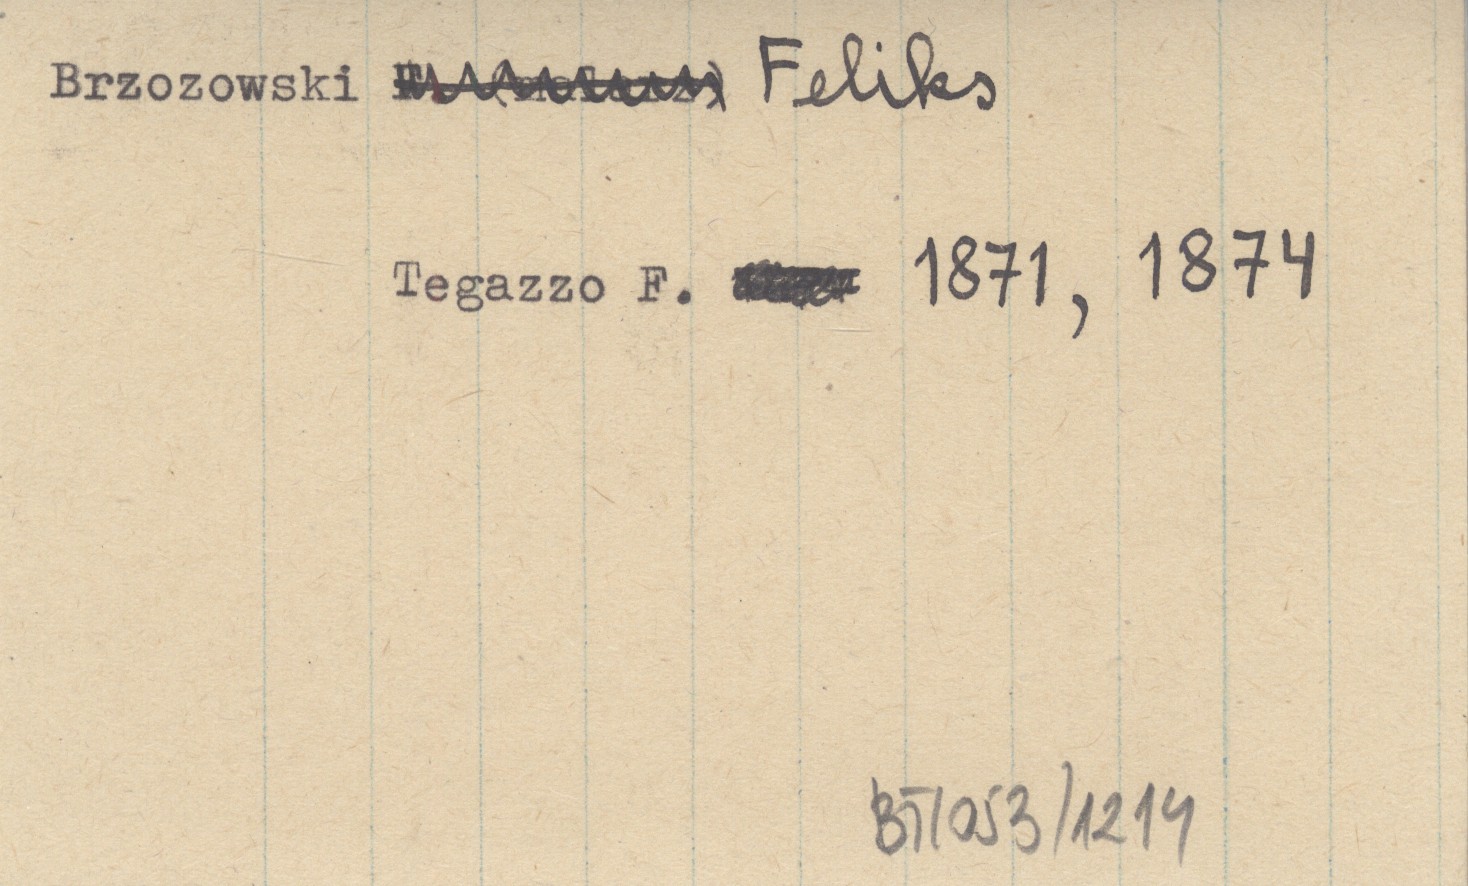 Brzozowski Feliks
Tegazzo F. 1871, 1874
BT/053/1214